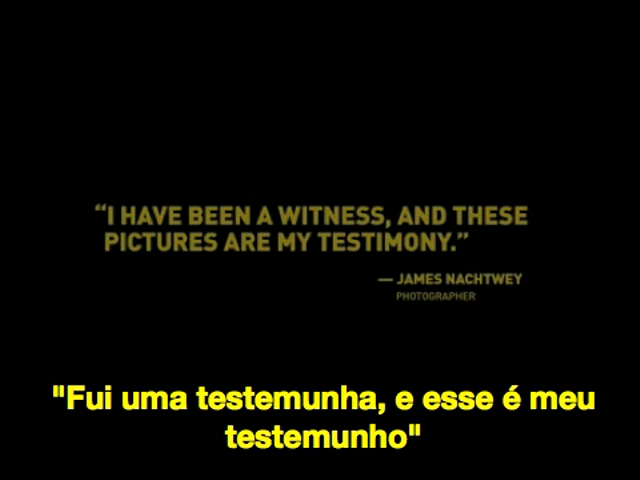 “I HAVE BEEN A WITNESS, AND THESE
PICTURES ARE MY TESTIMONY.”
— JAMES NACHTWEY
PHOTOGRAPHER
"Fui uma testemunha, e esse é meu
testemunho"